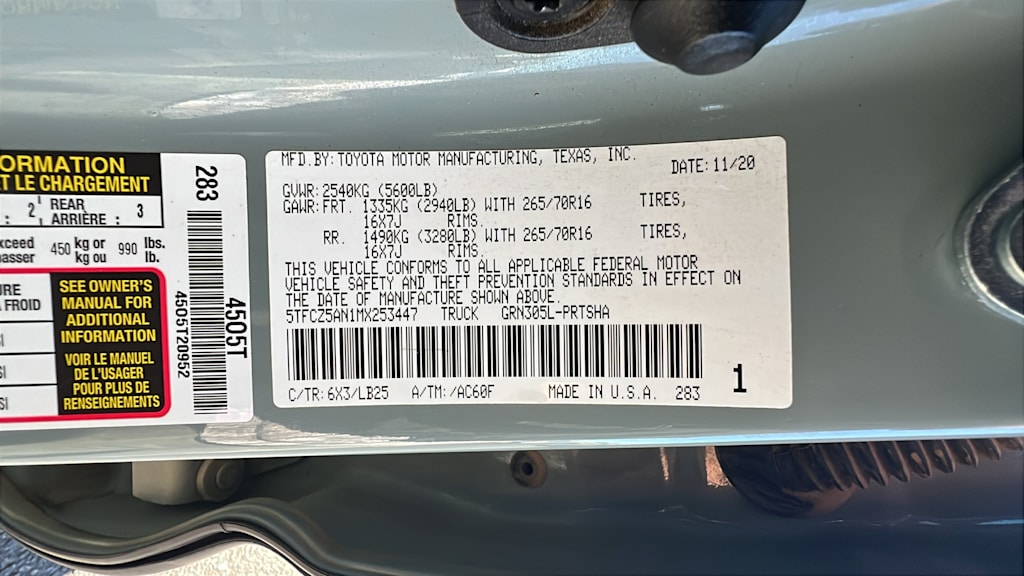 ORMATION
ET LE CHARGEMENT
: 2 REAR
ARRIÈRE : 3
xceed
passer
450 kg or
kg ou
990 lbs.
lb.
URE
FROID
SEE OWNER'S
MANUAL FOR
ADDITIONAL
INFORMATION
VOIR LE MANUEL
DE L'USAGER
POUR PLUS DE
RENSEIGNEMENTS
283
4505T20952
4505T
MFD.BY:TOYOTA MOTOR MANUFACTURING, TEXAS, INC.
DATE:11/20
GVWR:2540KG (5600LB)
GAWR:FRT. 1335KG (2940LB) WITH 265/70R16 TIRES,
16X7J RIMS.
RR. 1490KG (3280LB) WITH 265/70R16 TIRES,
16X7J RIMS.
THIS VEHICLE CONFORMS TO ALL APPLICABLE FEDERAL MOTOR
VEHICLE SAFETY AND THEFT PREVENTION STANDARDS IN EFFECT ON
THE DATE OF MANUFACTURE SHOWN ABOVE.
5TFCZ5AN1MX253447 TRUCK GRN305L-PRTSHA
C/TR:6X3/LB25 A/TM:/AC60F MADE IN U.S.A. 283
1